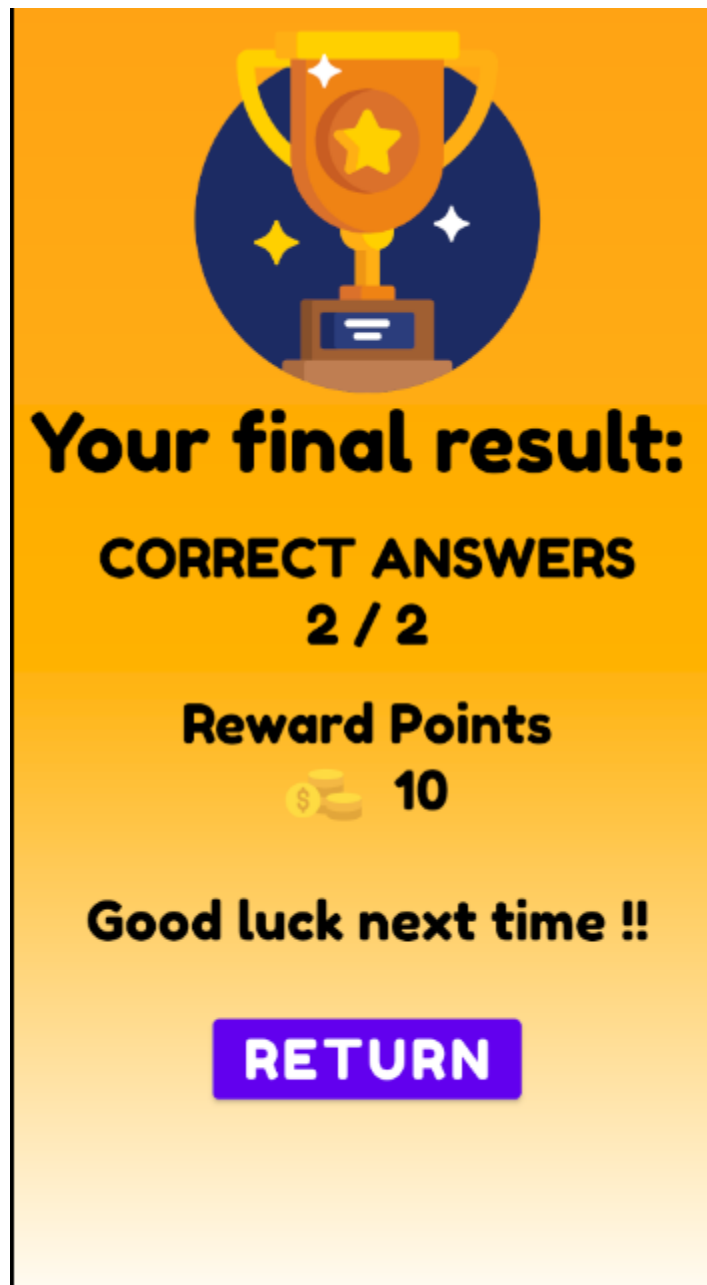 Your final result:
CORRECT ANSWERS
2 / 2
Reward Points
$ 10
Good luck next time !!
RETURN